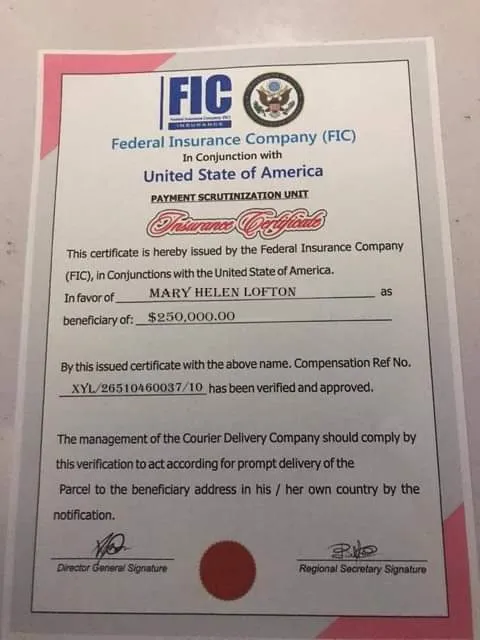 FIC
INSURANCE
Federal Insurance Company (FIC)
In Conjunction with
United State of America
PAYMENT SCRUTINIZATION UNIT
Insurance Certificate
This certificate is hereby issued by the Federal Insurance Company
(FIC), in Conjunctions with the United State of America.
In favor of MARY HELEN LOFTON as
beneficiary of: $250,000.00
By this issued certificate with the above name. Compensation Ref No.
XYL/26510460037/10 has been verified and approved.
The management of the Courier Delivery Company should comply by
this verification to act according for prompt delivery of the
Parcel to the beneficiary address in his / her own country by the
notification.
Director General Signature
Regional Secretary Signature